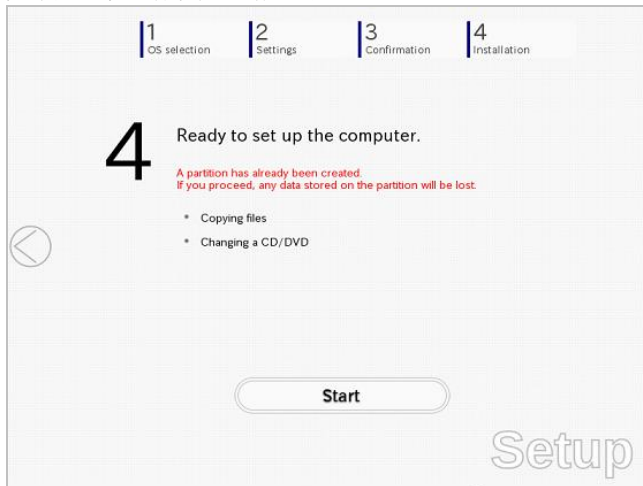 1
OS selection
2
Settings
3
Confirmation
4
Installation
4
Ready to set up the computer.
A partition has already been created.
If you proceed, any data stored on the partition will be lost.
• Copying files
• Changing a CD/DVD
Start
Setup